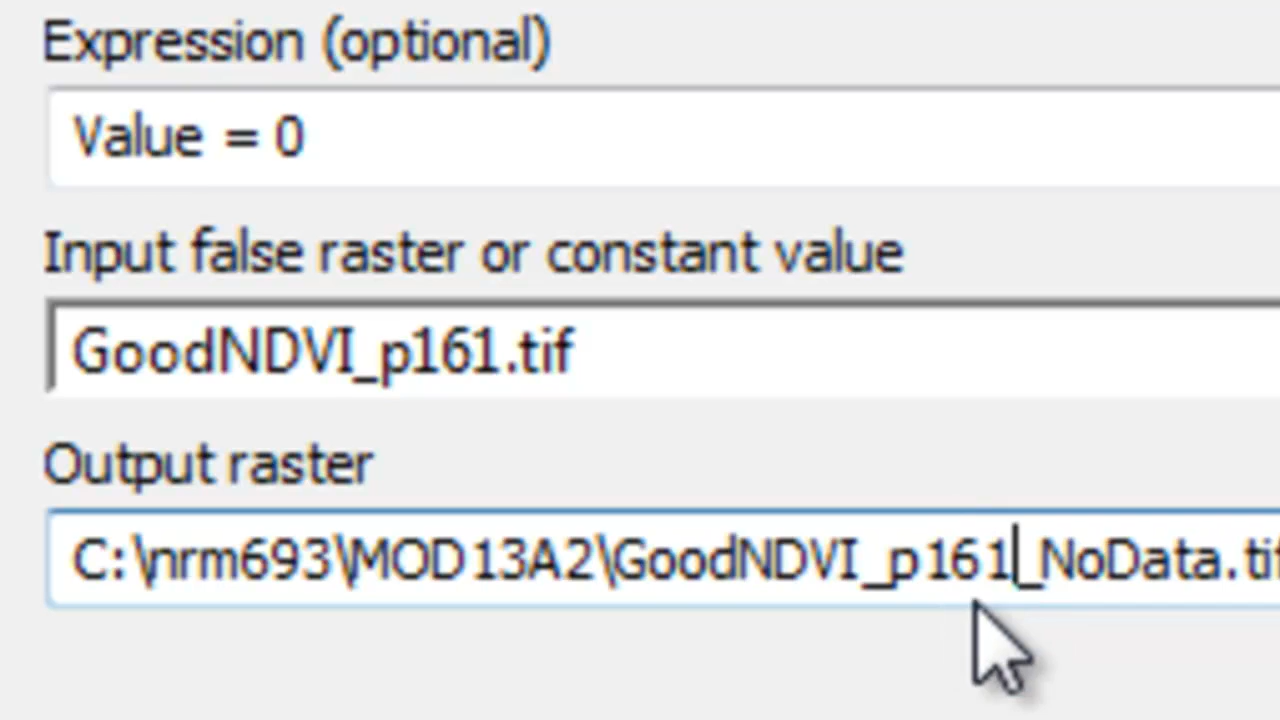 Expression (optional)
Value = 0
Input false raster or constant value
GoodNDVI_p161.tif
Output raster
C:\nrm693\MOD13A2\GoodNDVI_p161_NoData.tif